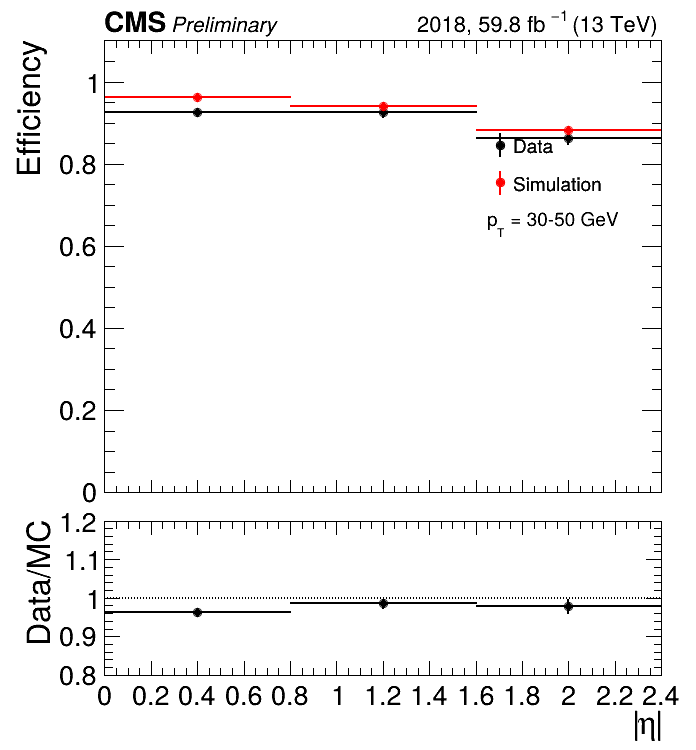 CMS Preliminary 2018, 59.8 fb⁻¹ (13 TeV)
Efficiency
1
0.8
0.6
0.4
0.2
0
Data
Simulation
p_T = 30-50 GeV
Data/MC
1.2
1.1
1
0.9
0.8
0 0.2 0.4 0.6 0.8 1 1.2 1.4 1.6 1.8 2 2.2 2.4
|η|